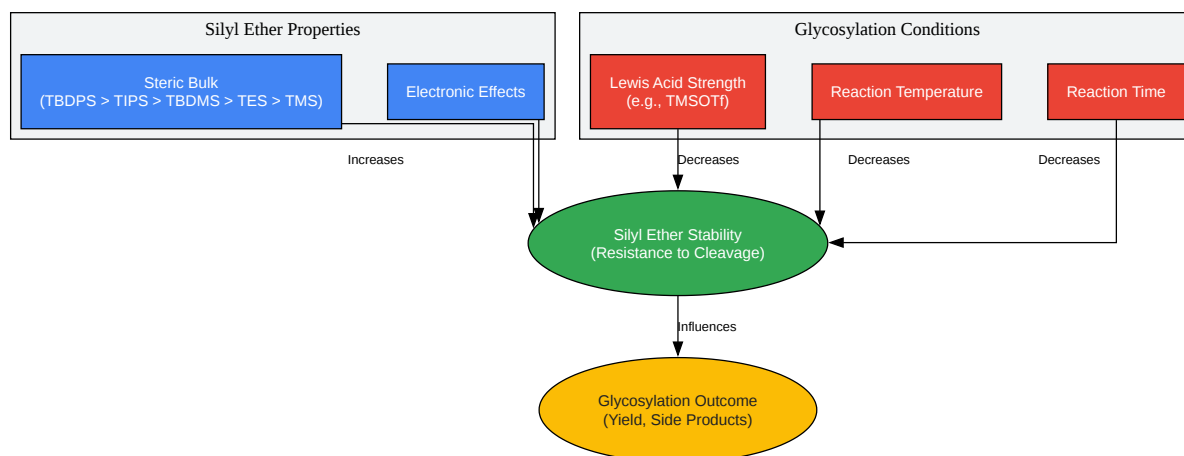 Silyl Ether Properties
Glycosylation Conditions
Steric Bulk
(TBDPS > TIPS > TBDMS > TES > TMS)
Electronic Effects
Lewis Acid Strength
(e.g., TMSOTf)
Reaction Temperature
Reaction Time
Increases
Decreases
Decreases
Decreases
Silyl Ether Stability
(Resistance to Cleavage)
Influences
Glycosylation Outcome
(Yield, Side Products)